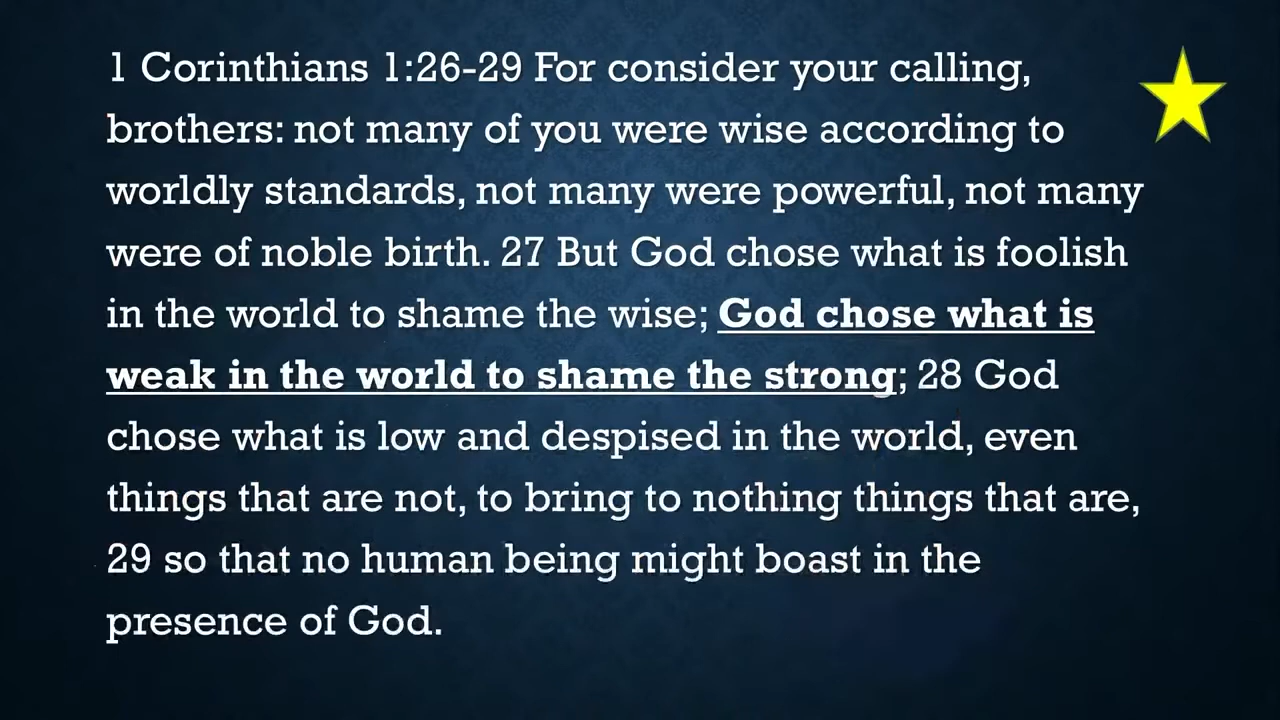 1 Corinthians 1:26-29 For consider your calling,
brothers: not many of you were wise according to
worldly standards, not many were powerful, not many
were of noble birth. 27 But God chose what is foolish
in the world to shame the wise; God chose what is
weak in the world to shame the strong; 28 God
chose what is low and despised in the world, even
things that are not, to bring to nothing things that are,
29 so that no human being might boast in the
presence of God.